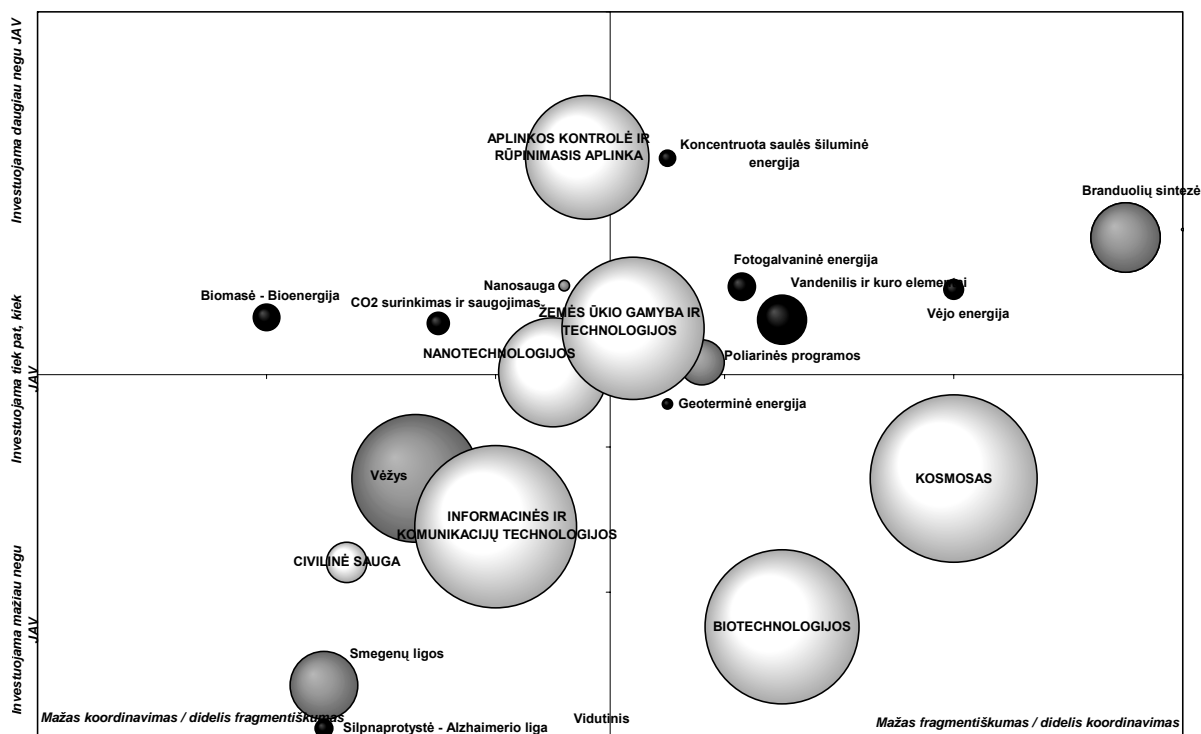 Investuojama daugiau negu JAV
APLINKOS KONTROLĖ IR
RŪPINIMASIS APLINKA
Koncentruota saulės šiluminė
energija
Branduolių sintezė
Fotogalvaninė energija
Nanosauga
Vandenilis ir kuro elementai
Biomasė - Bioenergija
CO2 surinkimas ir saugojimas
Vėjo energija
ŽEMĖS ŪKIO GAMYBA IR
TECHNOLOGIJOS
Investuojama tiek pat, kiek
JAV
NANOTECHNOLOGIJOS
Poliarinės programos
Geoterminė energija
Vėžys
KOSMOSAS
INFORMACINĖS IR
KOMUNIKACIJŲ TECHNOLOGIJOS
CIVILINĖ SAUGA
Investuojama mažiau negu
JAV
BIOTECHNOLOGIJOS
Smegenų ligos
Mažas koordinavimas / didelis fragmentiškumas
Vidutinis
Mažas fragmentiškumas / didelis koordinavimas
Silpnaprotystė - Alzhaimerio liga